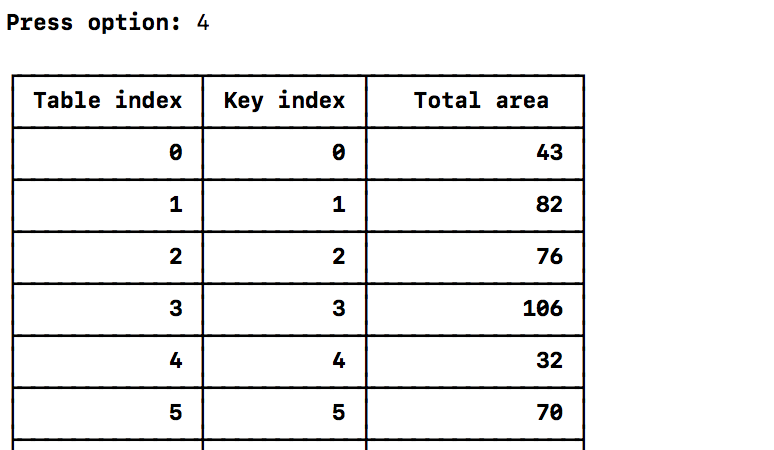 Press option: 4
Table index Key index Total area
0 0 43
1 1 82
2 2 76
3 3 106
4 4 32
5 5 70